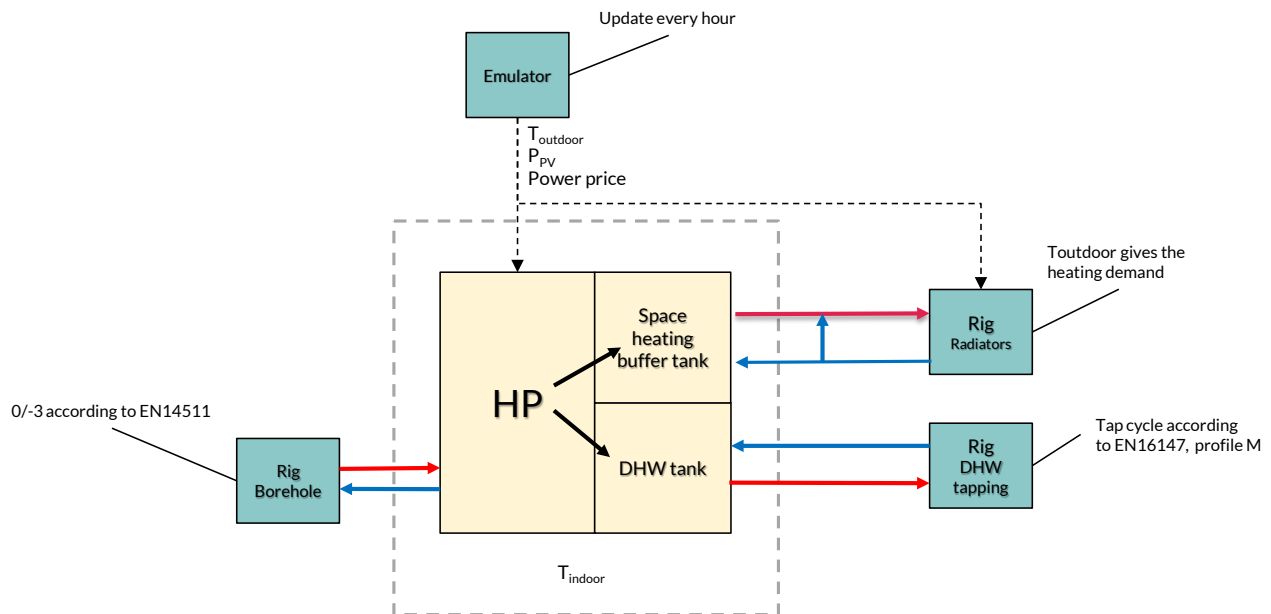 Update every hour
Emulator
T outdoor
P PV
Power price
Toutdoor gives the
heating demand
Space
heating
buffer tank
Rig
Radiators
HP
0/-3 according to EN14511
Tap cycle according
to EN16147, profile M
Rig
Borehole
DHW tank
Rig
DHW
tapping
T indoor